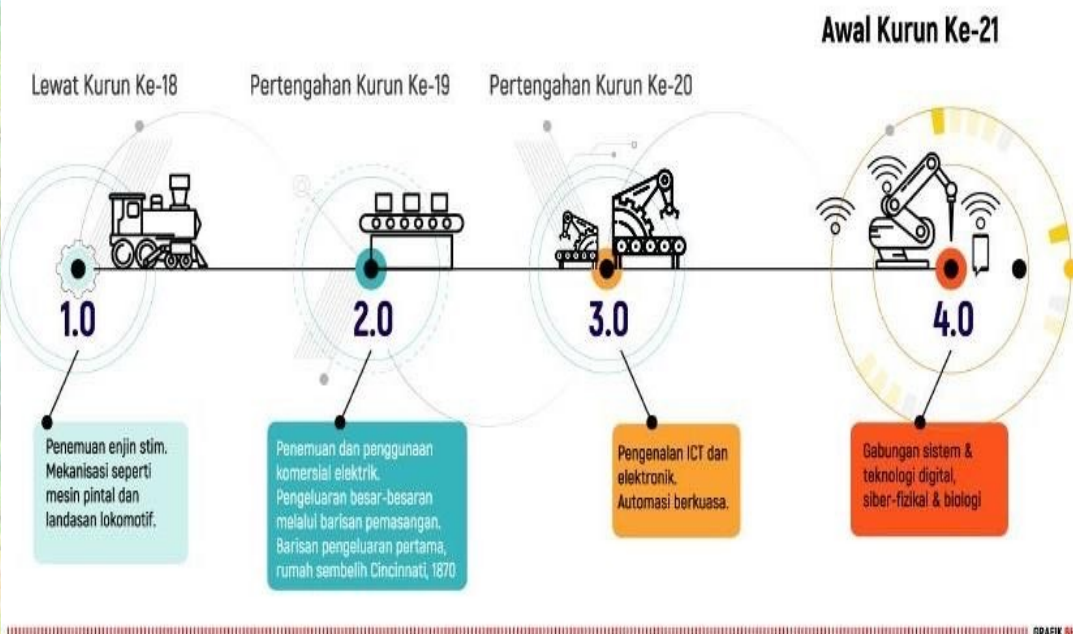 Awal Kurun Ke-21
Lewat Kurun Ke-18
Pertengahan Kurun Ke-19
Pertengahan Kurun Ke-20
1.0
2.0
3.0
4.0
Penemuan enjin stim.
Mekanisasi seperti
mesin pintal dan
landasan lokomotif.
Penemuan dan penggunaan
komersial elektrik.
Pengeluaran besar-besaran
melalui barisan pemasangan.
Barisan pengeluaran pertama,
rumah sembelih Cincinnati, 1870
Pengenalan ICT dan
elektronik.
Automasi berkuasa.
Gabungan sistem &
teknologi digital,
siber-fizikal & biologi
GRAFIK